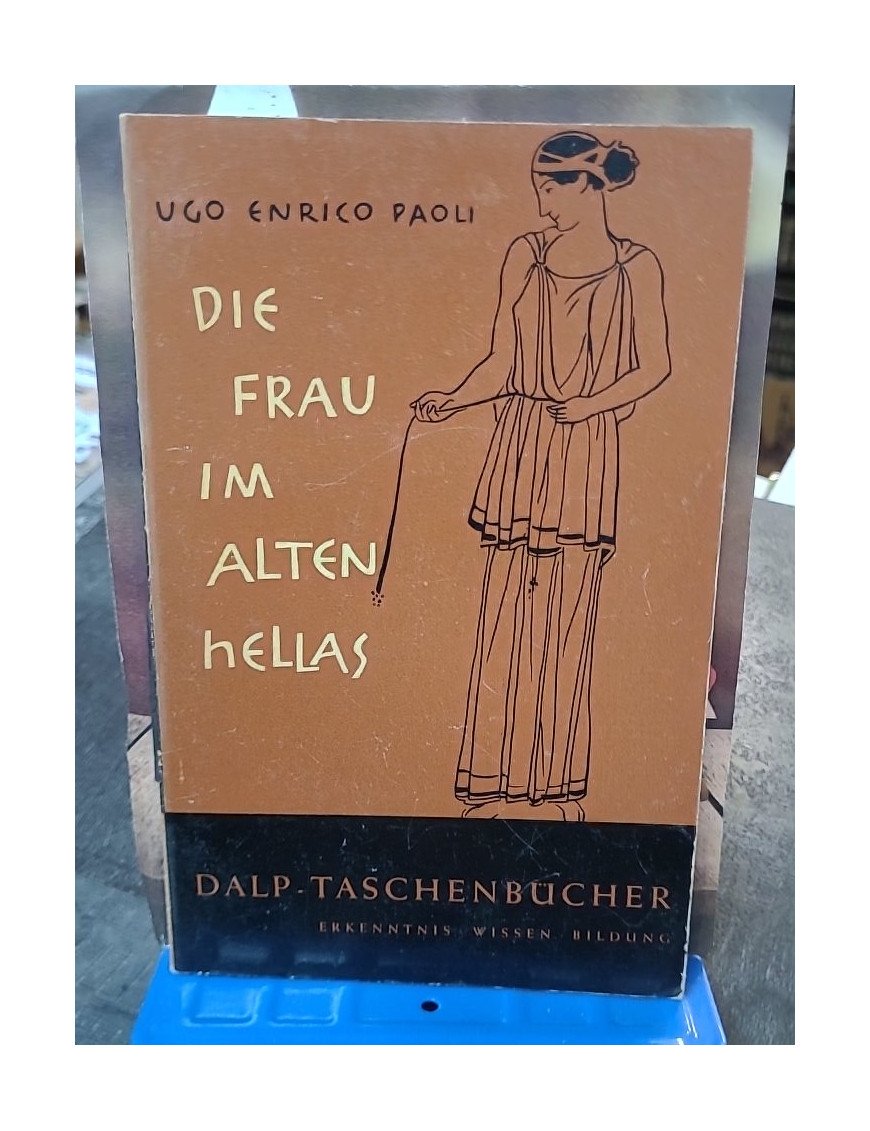 UGO ENRICO PAOLI
DIE
FRAU
IM
ALTEN
hELLAS
DALP-TASCHENBÜCHER
ERKENNTNIS WISSEN BILDUNG